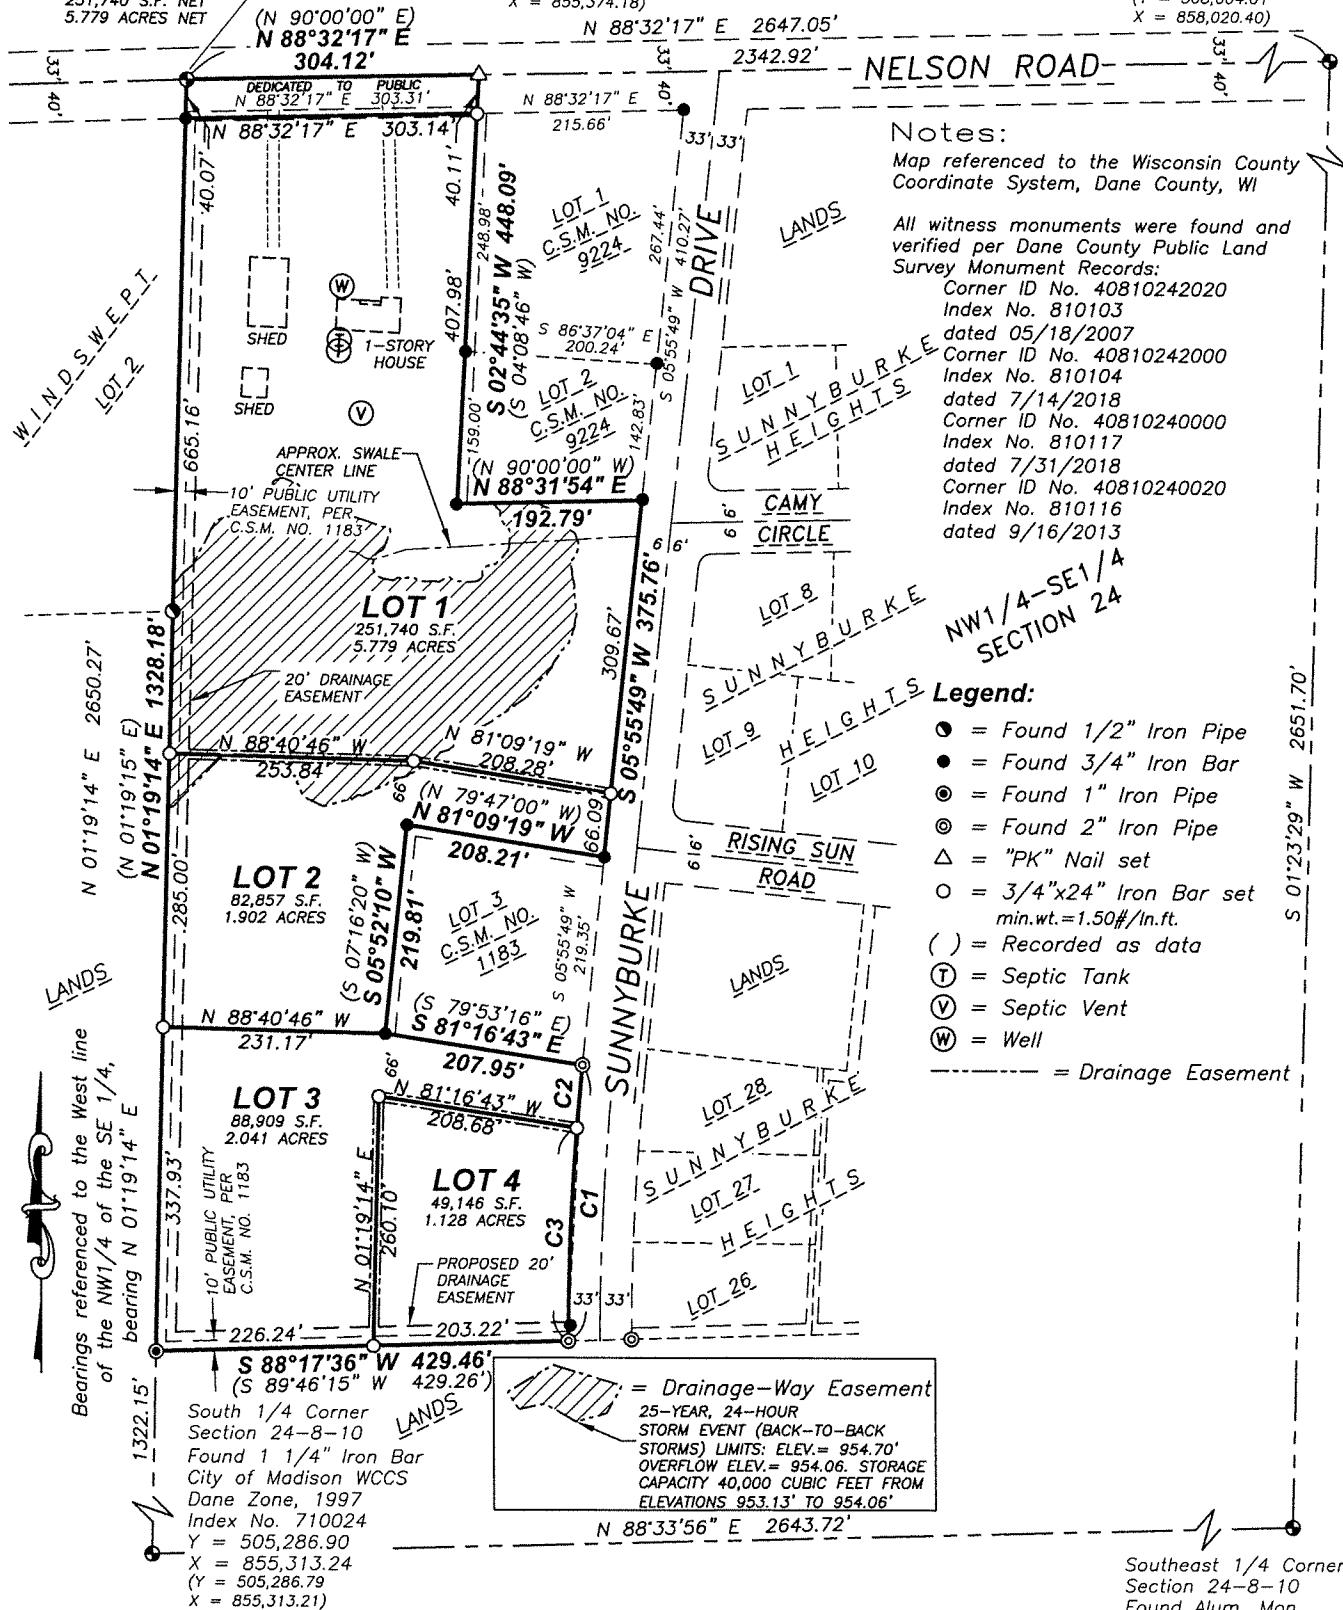 251,740 S.F. NET
5.779 ACRES NET
(N 90°00'00" E)
N 88°32'17" E
304.12'
X = 855,374.18)
N 88°32'17" E 2647.05'
2342.92'
X = 858,020.40)
33'
40'
33'
40'
33'
40'
NELSON ROAD
DEDICATED TO PUBLIC
N 88°32'17" E 303.31'
N 88°32'17" E 303.14'
N 88°32'17" E
215.66'
33' 33'
40.07'
40.11'
248.98'
S 02°44'35" W 448.09'
(S 04°08'46" W)
407.98'
159.00'
LOT 1
C.S.M. NO.
9224
267.44'
410.27'
S 05°55'49" W
DRIVE
LANDS
S 86°37'04" E
200.24'
LOT 2
C.S.M. NO.
9224
142.83'
WINDSWEPT
LOT 2
W
T
SHED
1-STORY
HOUSE
SHED
V
665.16'
APPROX. SWALE
CENTER LINE
10' PUBLIC UTILITY
EASEMENT, PER
C.S.M. NO. 1183
(N 90°00'00" W)
N 88°31'54" E
192.79'
LOT 1
SUNNYBURKE
HEIGHTS
6' 6'
CAMY
CIRCLE
6' 6'
LOT 1
251,740 S.F.
5.779 ACRES
20' DRAINAGE
EASEMENT
309.67'
S 05°55'49" W 375.76'
LOT 8
SUNNYBURKE
HEIGHTS
LOT 9
LOT 10
Notes:
Map referenced to the Wisconsin County
Coordinate System, Dane County, WI
All witness monuments were found and
verified per Dane County Public Land
Survey Monument Records:
Corner ID No. 40810242020
Index No. 810103
dated 05/18/2007
Corner ID No. 40810242000
Index No. 810104
dated 7/14/2018
Corner ID No. 40810240000
Index No. 810117
dated 7/31/2018
Corner ID No. 40810240020
Index No. 810116
dated 9/16/2013
NW1/4-SE1/4
SECTION 24
Legend:
= Found 1/2" Iron Pipe
= Found 3/4" Iron Bar
= Found 1" Iron Pipe
= Found 2" Iron Pipe
= "PK" Nail set
= 3/4"x24" Iron Bar set
min.wt.=1.50#/ln.ft.
( ) = Recorded as data
T = Septic Tank
V = Septic Vent
W = Well
= Drainage Easement
S 01°23'29" W 2651.70'
N 01°19'14" E 2650.27'
(N 01°19'15" E)
N 01°19'14" E 1328.18'
N 88°40'46" W
253.84'
N 81°09'19" W
208.28'
66'
(N 79°47'00" W)
N 81°09'19" W
208.21'
66.09'
6' 6'
RISING SUN
ROAD
285.00'
LOT 2
82,857 S.F.
1.902 ACRES
(S 07°16'20" W)
S 05°52'10" W
219.81'
LOT 3
C.S.M. NO.
1183
S 05°55'49" W
219.35'
SUNNYBURKE
LANDS
LANDS
N 88°40'46" W
231.17'
(S 79°53'16" E)
S 81°16'43" E
207.95'
66'
N 81°16'43" W
208.68'
C2
LOT 28
SUNNYBURKE
LOT 27
HEIGHTS
LOT 26
Bearings referenced to the West line
of the NW1/4 of the SE 1/4,
bearing N 01°19'14" E
LOT 3
88,909 S.F.
2.041 ACRES
337.93'
10' PUBLIC UTILITY
EASEMENT, PER
C.S.M. NO. 1183
N 01°19'14" E
260.10'
LOT 4
49,146 S.F.
1.128 ACRES
C3
C1
PROPOSED 20'
DRAINAGE
EASEMENT
33' 33'
226.24'
203.22'
S 88°17'36" W 429.46'
(S 89°46'15" W 429.26')
LANDS
1322.15'
South 1/4 Corner
Section 24-8-10
Found 1 1/4" Iron Bar
City of Madison WCCS
Dane Zone, 1997
Index No. 710024
Y = 505,286.90
X = 855,313.24
(Y = 505,286.79
X = 855,313.21)
= Drainage-Way Easement
25-YEAR, 24-HOUR
STORM EVENT (BACK-TO-BACK
STORMS) LIMITS: ELEV.= 954.70'
OVERFLOW ELEV.= 954.06. STORAGE
CAPACITY 40,000 CUBIC FEET FROM
ELEVATIONS 953.13' TO 954.06'
N 88°33'56" E 2643.72'
Southeast 1/4 Corner
Section 24-8-10
Found Alum. Mon.